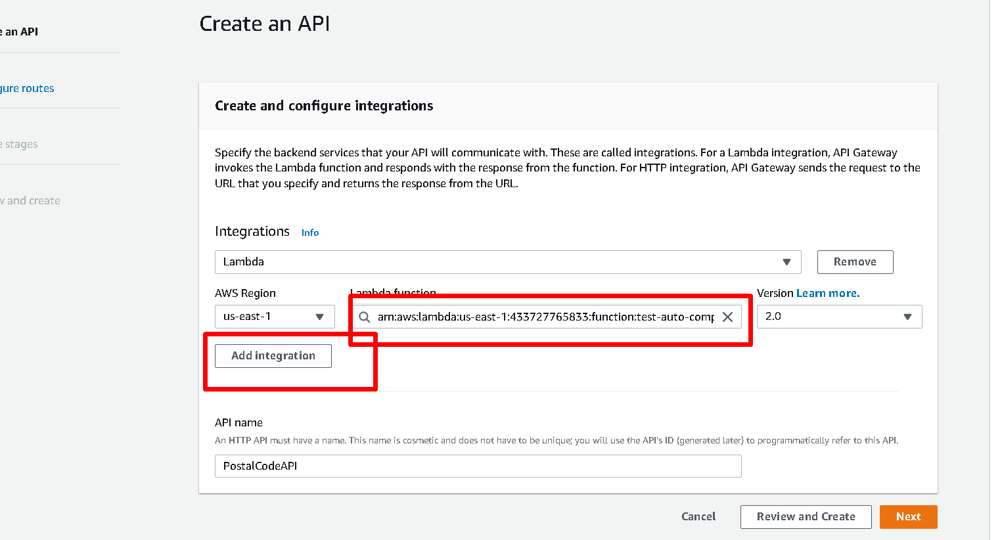 Create an API
e an API
gure routes
e stages
w and create
Create and configure integrations
Specify the backend services that your API will communicate with. These are called integrations. For a Lambda integration, API Gateway
invokes the Lambda function and responds with the response from the function. For HTTP integration, API Gateway sends the request to the
URL that you specify and returns the response from the URL.
Integrations Info
Lambda
Remove
AWS Region
Lambda function
Version Learn more.
us-east-1
arn:aws:lambda:us-east-1:433727765833:function:test-auto-comp
2.0
Add integration
API name
An HTTP API must have a name. This name is cosmetic and does not have to be unique; you will use the API's ID (generated later) to programmatically refer to this API.
PostalCodeAPI
Cancel
Review and Create
Next